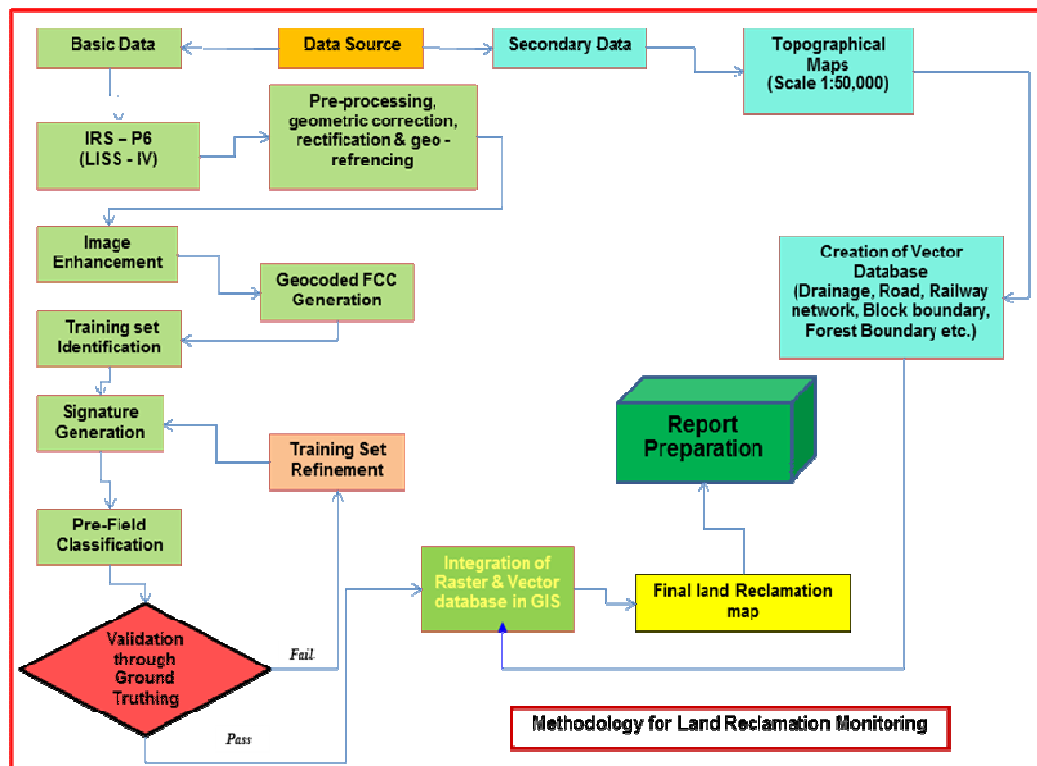 Basic Data
Data Source
Secondary Data
Topographical
Maps
(Scale 1:50,000)
IRS – P6
(LISS - IV)
Pre-processing,
geometric correction,
rectification & geo -
refrencing
Image
Enhancement
Geocoded FCC
Generation
Creation of Vector
Database
(Drainage, Road, Railway
network, Block boundary,
Forest Boundary etc.)
Training set
Identification
Signature
Generation
Training Set
Refinement
Report
Preparation
Pre-Field
Classification
Integration of
Raster & Vector
database in GIS
Final land Reclamation
map
Validation
through
Ground
Truthing
Fail
Pass
Methodology for Land Reclamation Monitoring